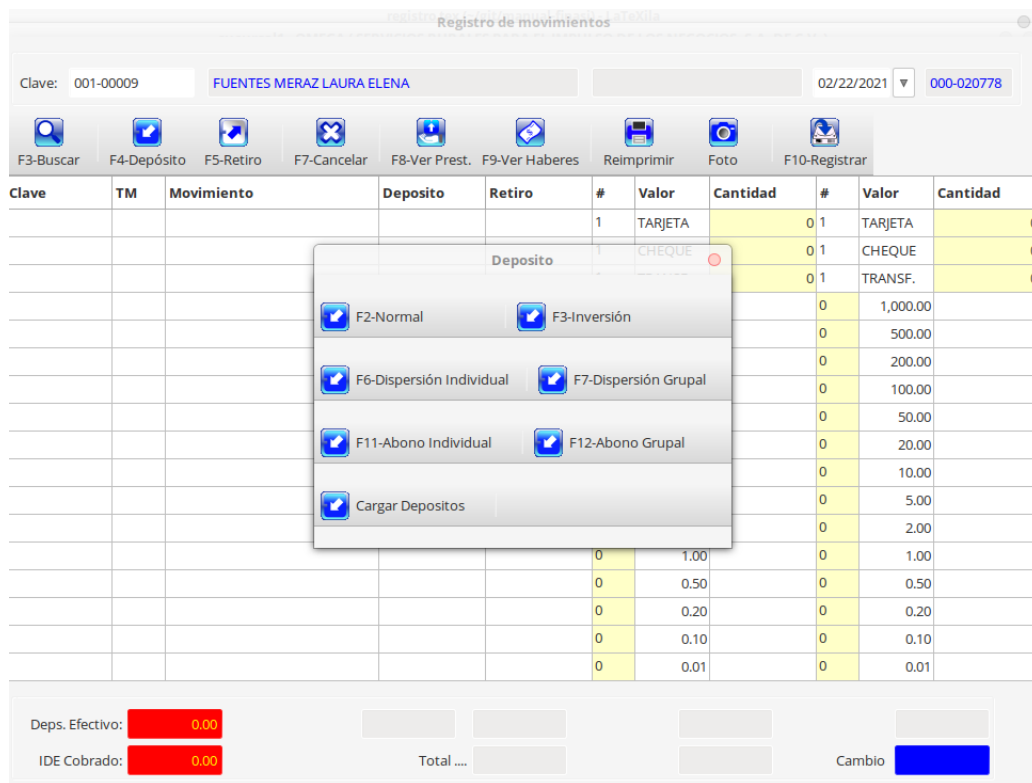 Registro de movimientos
Clave: 001-00009 FUENTES MERAZ LAURA ELENA 02/22/2021 000-020778
F3-Buscar F4-Depósito F5-Retiro F7-Cancelar F8-Ver Prest. F9-Ver Haberes Reimprimir Foto F10-Registrar
Clave TM Movimiento Deposito Retiro # Valor Cantidad # Valor Cantidad
1 TARJETA 0 1 TARJETA 0
1 CHEQUE 0 1 CHEQUE 0
0 1 TRANSF. 0
Deposito
F2-Normal F3-Inversión
F6-Dispersión Individual F7-Dispersión Grupal
F11-Abono Individual F12-Abono Grupal
Cargar Depositos
0 1,000.00
0 500.00
0 200.00
0 100.00
0 50.00
0 20.00
0 10.00
0 5.00
0 2.00
0 1.00 0 1.00
0 0.50 0 0.50
0 0.20 0 0.20
0 0.10 0 0.10
0 0.01 0 0.01
Deps. Efectivo: 0.00
IDE Cobrado: 0.00 Total .... Cambio